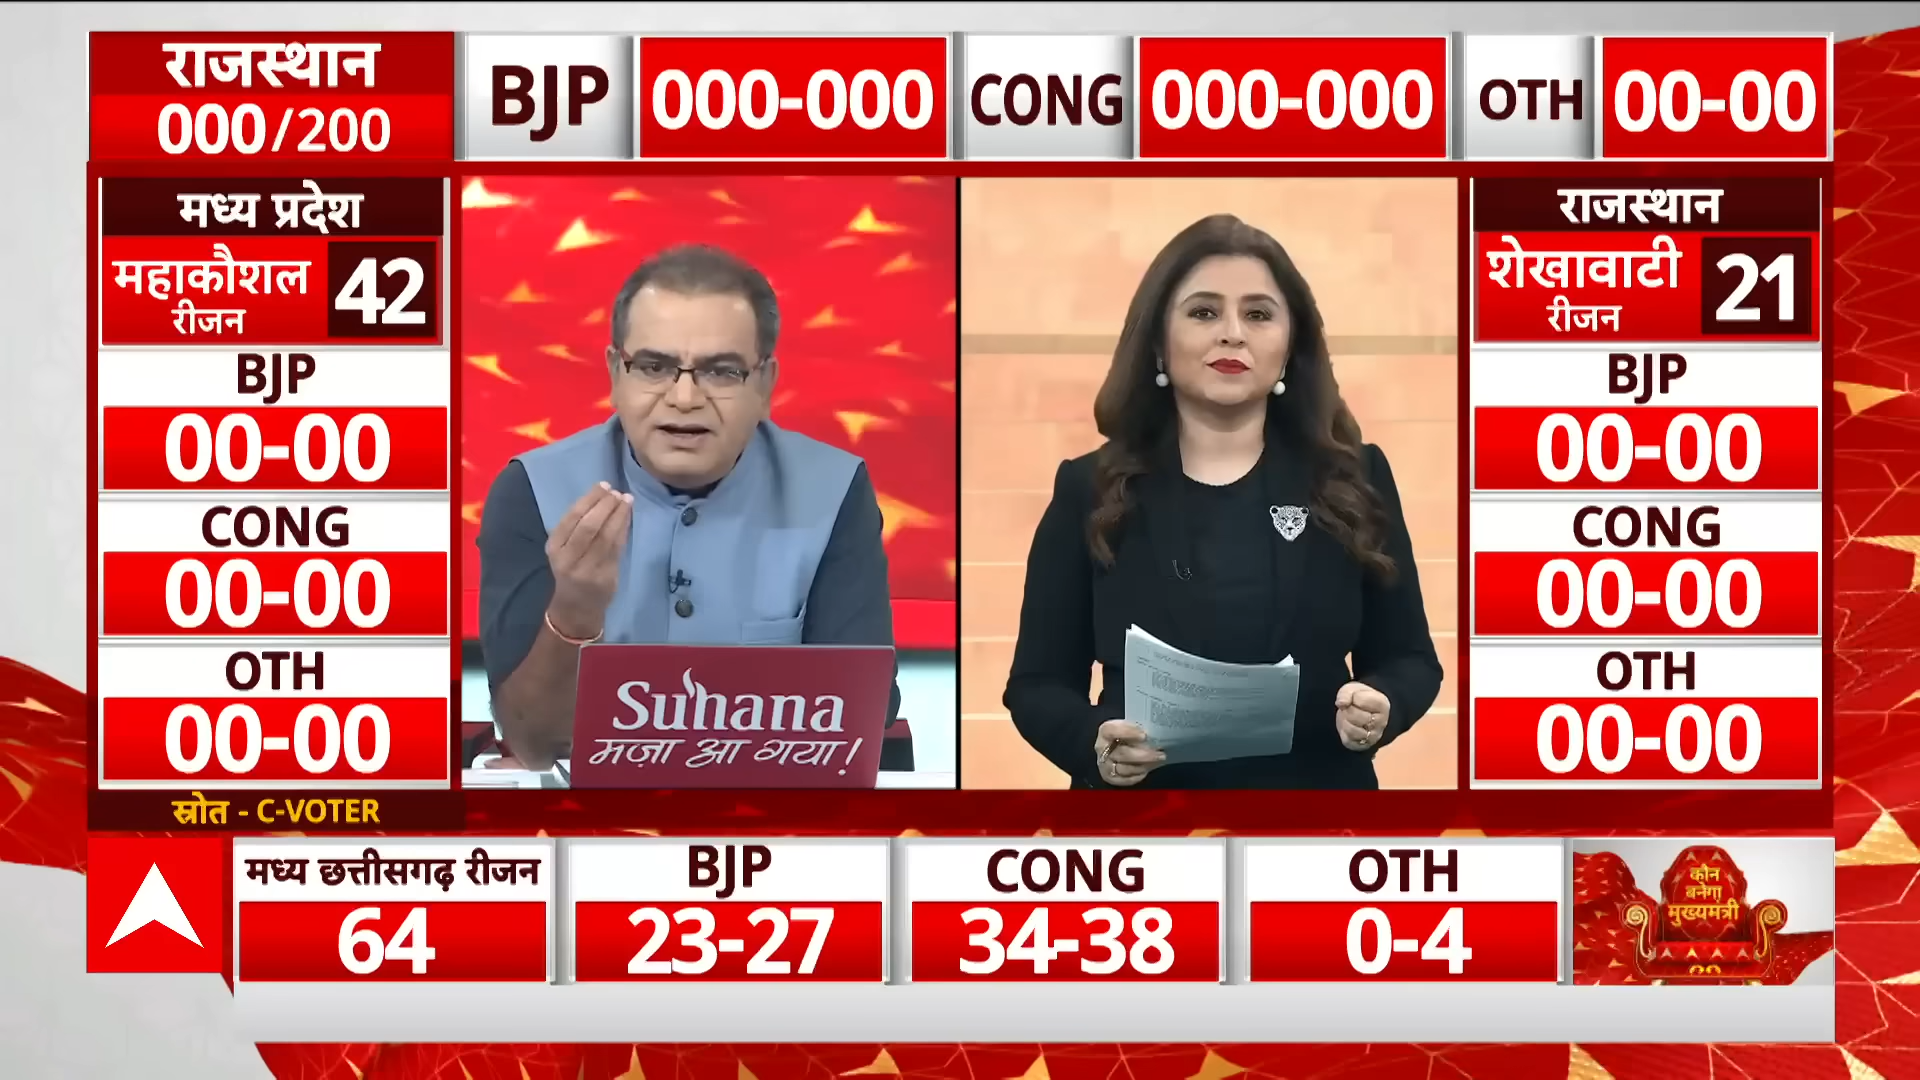 राजस्थान
000/200
BJP
000-000
CONG
000-000
OTH
00-00
मध्य प्रदेश
महाकौशल
रीजन
42
BJP
00-00
CONG
00-00
OTH
00-00
स्रोत - C-VOTER
Suhana
मज़ा आ गया!
राजस्थान
शेखावाटी
रीजन
21
BJP
00-00
CONG
00-00
OTH
00-00
मध्य छत्तीसगढ़ रीजन
64
BJP
23-27
CONG
34-38
OTH
0-4
कौन
बनेगा
मुख्यमंत्री